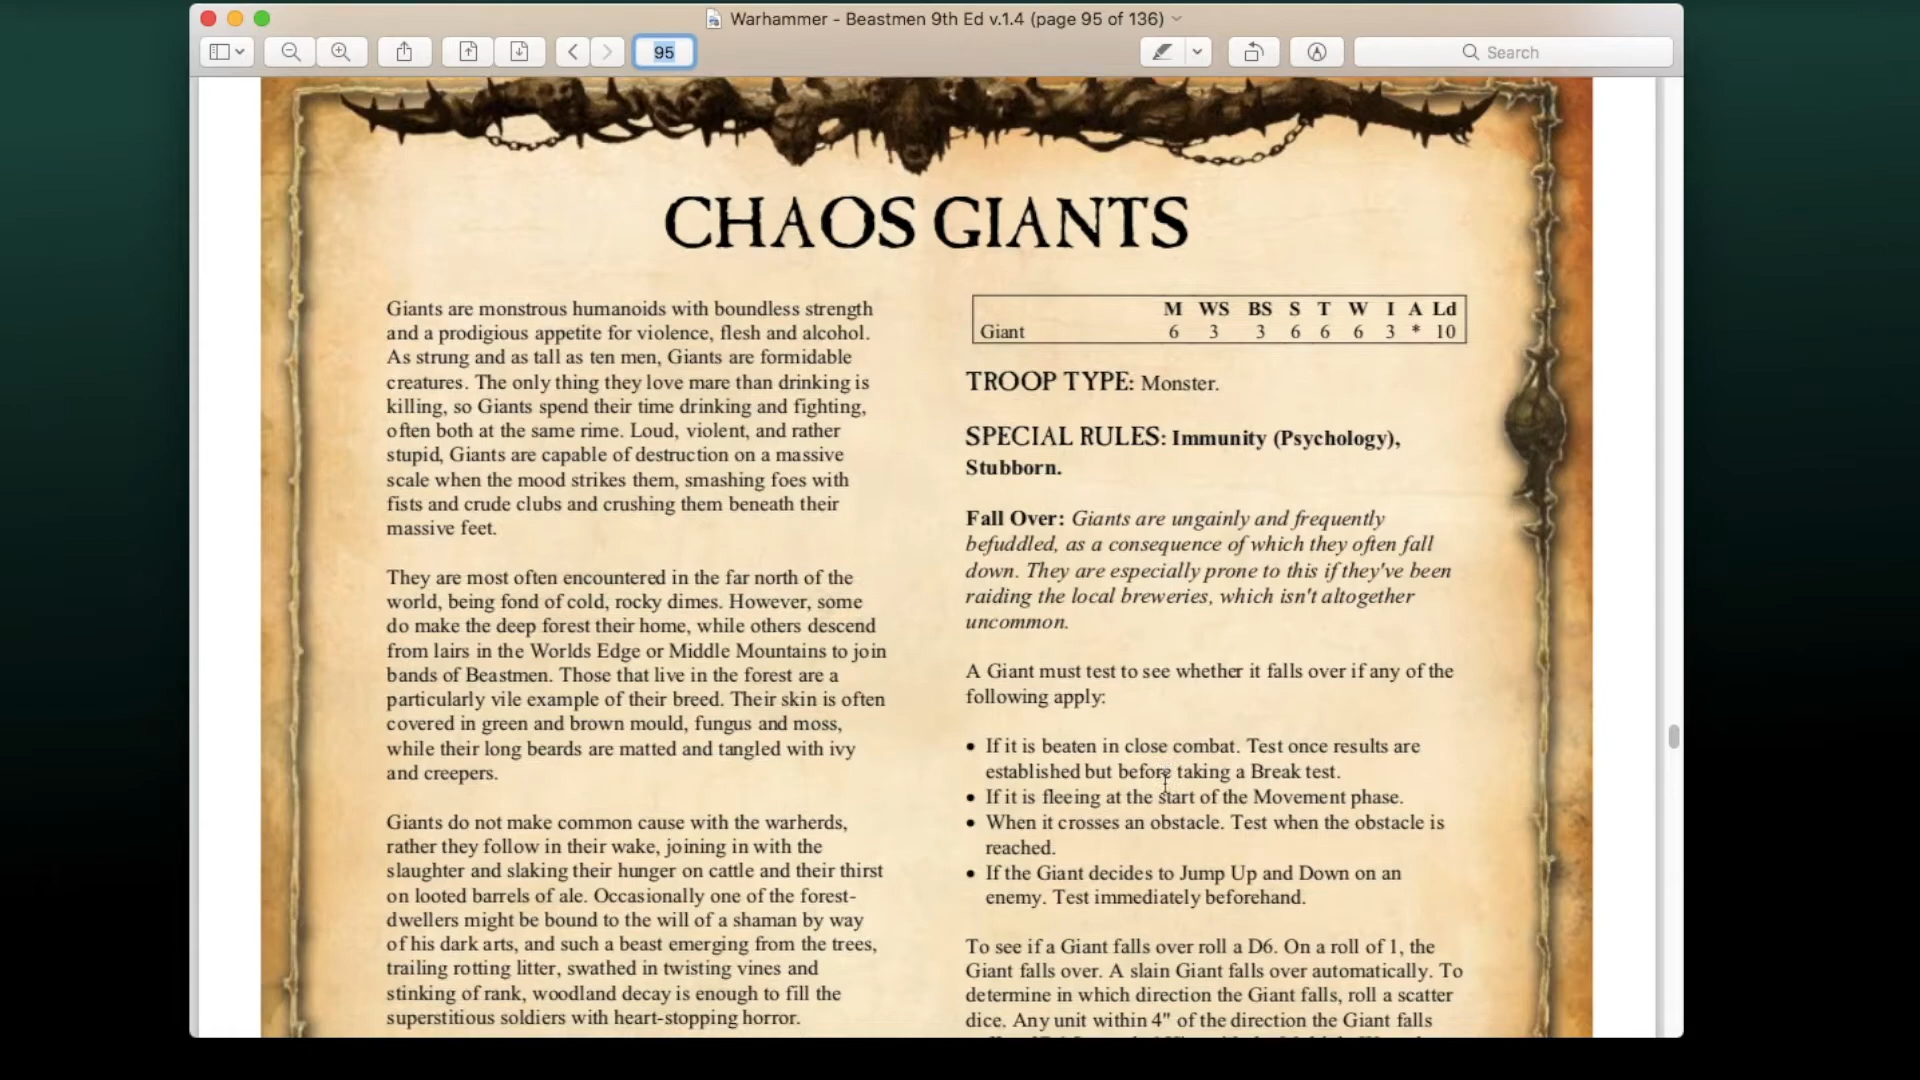 Warhammer - Beastmen 9th Ed v.1.4 (page 95 of 136)
95
Search
CHAOS GIANTS
Giants are monstrous humanoids with boundless strength
and a prodigious appetite for violence, flesh and alcohol.
As strung and as tall as ten men, Giants are formidable
creatures. The only thing they love mare than drinking is
killing, so Giants spend their time drinking and fighting,
often both at the same rime. Loud, violent, and rather
stupid, Giants are capable of destruction on a massive
scale when the mood strikes them, smashing foes with
fists and crude clubs and crushing them beneath their
massive feet.
They are most often encountered in the far north of the
world, being fond of cold, rocky dimes. However, some
do make the deep forest their home, while others descend
from lairs in the Worlds Edge or Middle Mountains to join
bands of Beastmen. Those that live in the forest are a
particularly vile example of their breed. Their skin is often
covered in green and brown mould, fungus and moss,
while their long beards are matted and tangled with ivy
and creepers.
Giants do not make common cause with the warherds,
rather they follow in their wake, joining in with the
slaughter and slaking their hunger on cattle and their thirst
on looted barrels of ale. Occasionally one of the forest-
dwellers might be bound to the will of a shaman by way
of his dark arts, and such a beast emerging from the trees,
trailing rotting litter, swathed in twisting vines and
stinking of rank, woodland decay is enough to fill the
superstitious soldiers with heart-stopping horror.
M WS BS S T W I A Ld
Giant 6 3 3 6 6 6 3 * 10
TROOP TYPE: Monster.
SPECIAL RULES: Immunity (Psychology),
Stubborn.
Fall Over: Giants are ungainly and frequently
befuddled, as a consequence of which they often fall
down. They are especially prone to this if they've been
raiding the local breweries, which isn't altogether
uncommon.
A Giant must test to see whether it falls over if any of the
following apply:
• If it is beaten in close combat. Test once results are
established but before taking a Break test.
• If it is fleeing at the start of the Movement phase.
• When it crosses an obstacle. Test when the obstacle is
reached.
• If the Giant decides to Jump Up and Down on an
enemy. Test immediately beforehand.
To see if a Giant falls over roll a D6. On a roll of 1, the
Giant falls over. A slain Giant falls over automatically. To
determine in which direction the Giant falls, roll a scatter
dice. Any unit within 4" of the direction the Giant falls